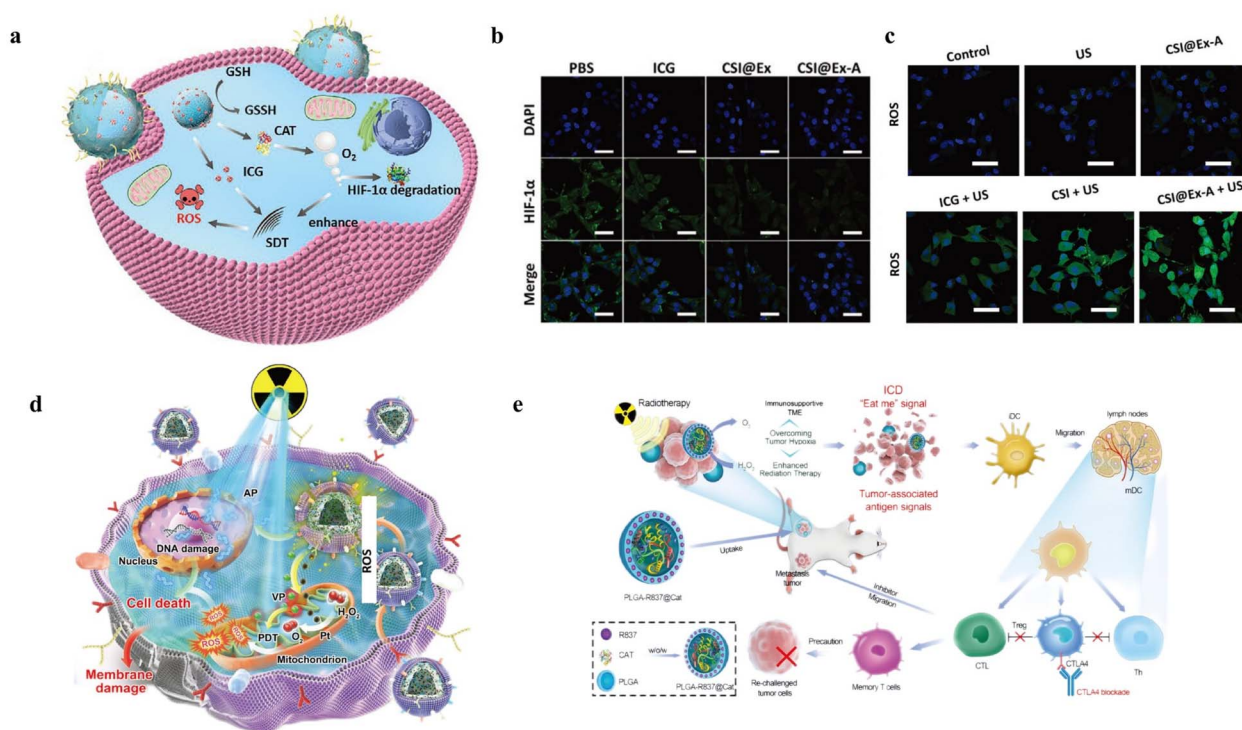 a
GSH
GSSH
CAT
O₂
ICG
HIF-1α degradation
ROS
enhance
SDT
b
PBS ICG CSI@Ex CSI@Ex-A
DAPI
HIF-1α
Merge
c
Control US CSI@Ex-A
ROS
ICG + US CSI + US CSI@Ex-A + US
ROS
d
AP
DNA damage
Nucleus
ROS
Cell death
VP
H₂O₂
ROS
ROS
ROS
PDT
O₂
Pt
Mitochondrion
Membrane
damage
e
Radiotherapy
O₂
H₂O₂
Immunosupportive
TME
Overcoming
Tumor Hypoxia
Enhanced
Rediation Therapy
ICD
"Eat me" signal
Tumor-associated
antigen signals
iDC
Migration
lymph nodes
mDC
Uptake
PLGA-R837@Cat
Metastasis
tumor
Inhibitor
Migration
R837
CAT
PLGA
w/o/w
PLGA-R837@Cat
Precaution
Re-challenged
tumor cells
Memory T cells
Treg
CTL
CTLA4
Th
CTLA4 blockade